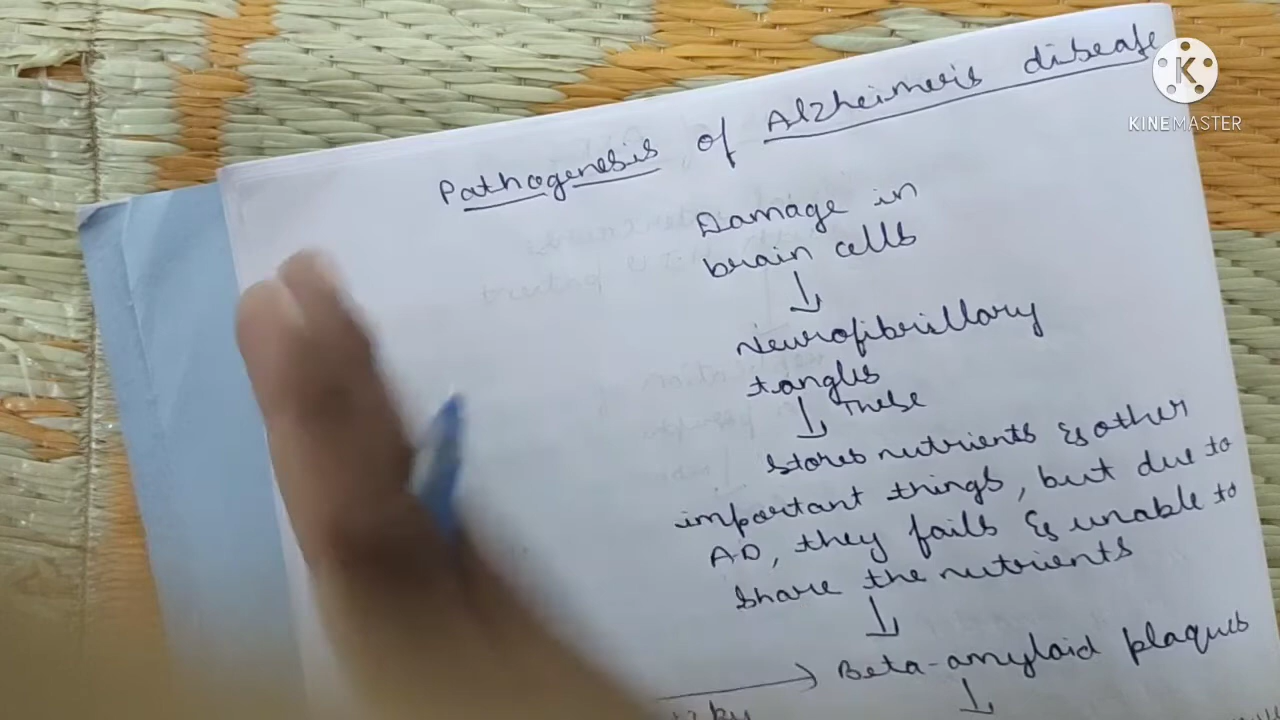 Pathogenesis of Alzheimer's disease
Damage in
brain cells
↓
Neurofibrillary
tangles
↓ These
stores nutrients & other
important things, but due to
AD, they fails & unable to
share the nutrients
↓
→ Beta-amyloid plaques
↓
K
KINEMASTER